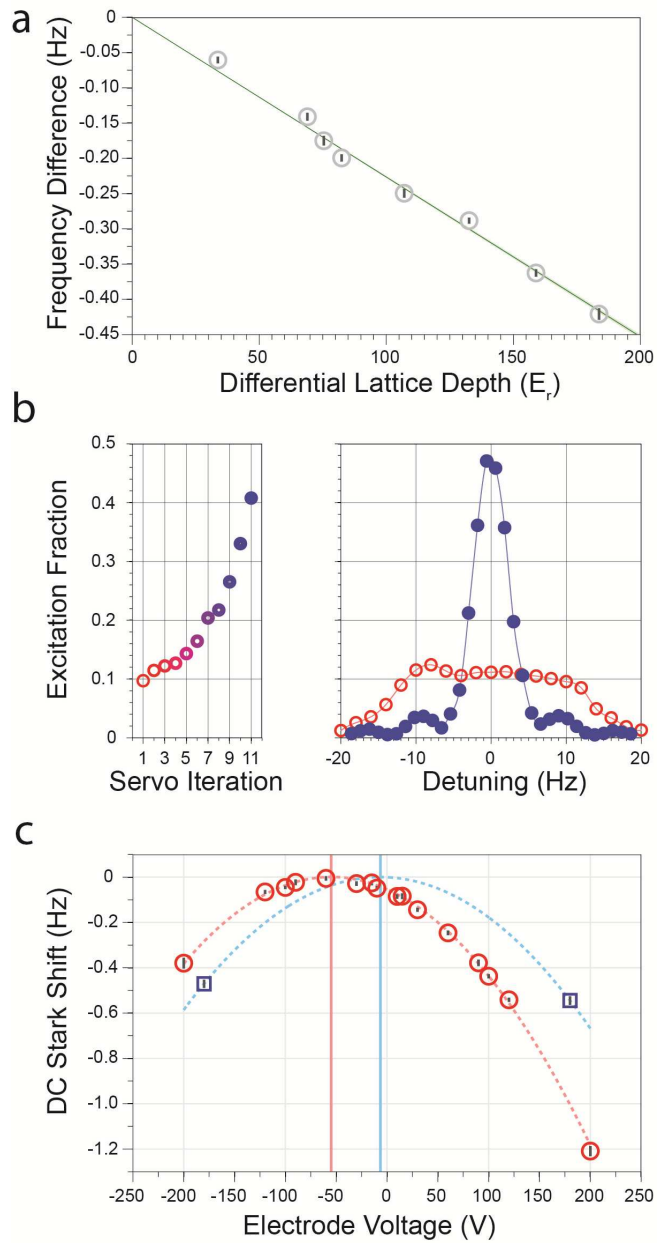 a
Frequency Difference (Hz)
0
-0.05
-0.10
-0.15
-0.20
-0.25
-0.30
-0.35
-0.40
-0.45
0 50 100 150 200
Differential Lattice Depth (Er)
b
Excitation Fraction
0.5
0.4
0.3
0.2
0.1
0
1 3 5 7 9 11
Servo Iteration
-20 -10 0 10 20
Detuning (Hz)
c
DC Stark Shift (Hz)
0
-0.2
-0.4
-0.6
-0.8
-1.0
-1.2
-250 -200 -150 -100 -50 0 50 100 150 200 250
Electrode Voltage (V)